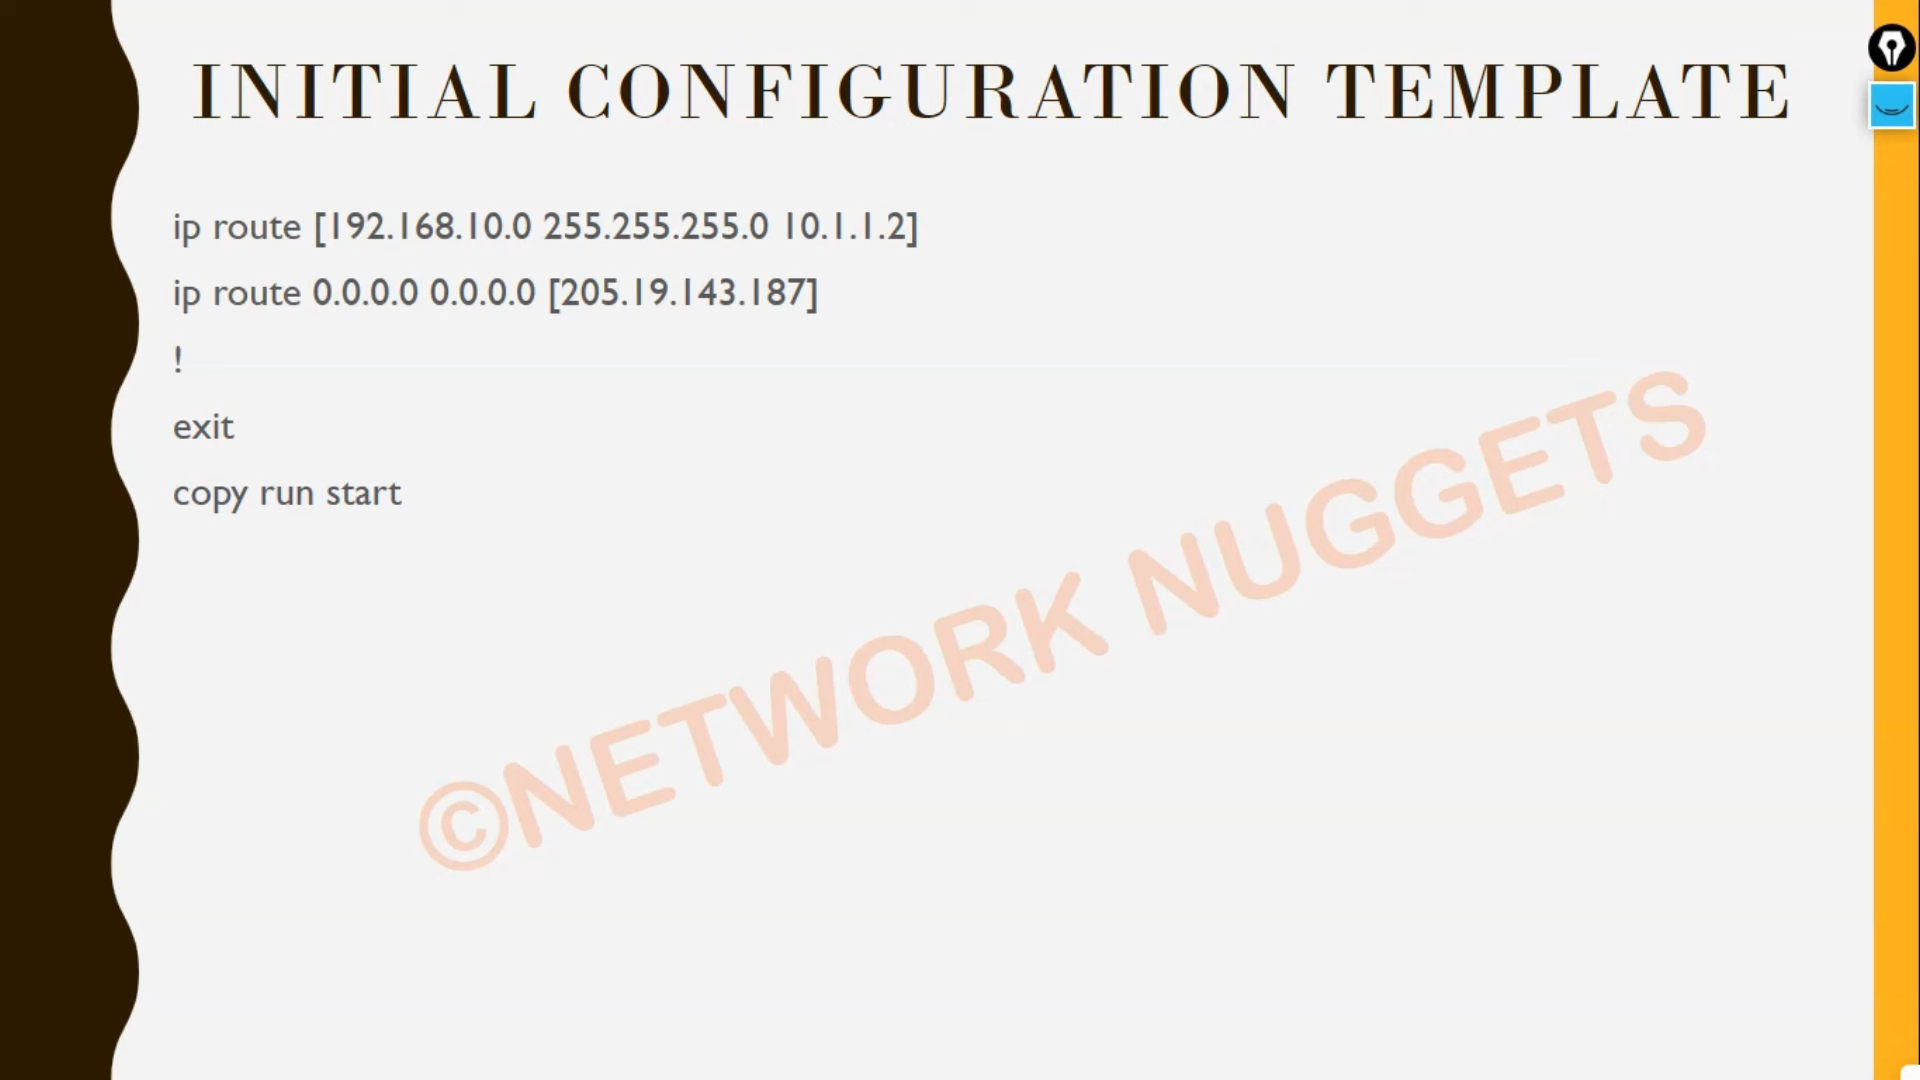 INITIAL CONFIGURATION TEMPLATE
ip route [192.168.10.0 255.255.255.0 10.1.1.2]
ip route 0.0.0.0 0.0.0.0 [205.19.143.187]
!
exit
copy run start
©NETWORK NUGGETS